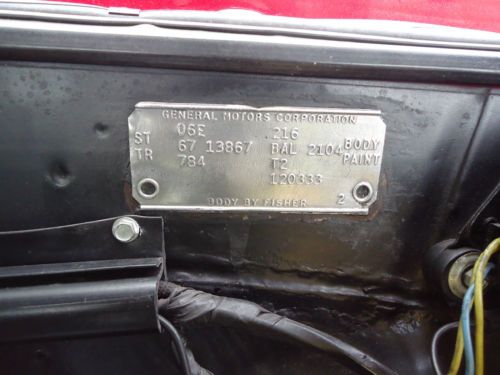 GENERAL MOTORS CORPORATION
06E .216
ST 67 13867 BAL 2104 BODY
TR 784 T2 PAINT
120333
BODY BY FISHER 2